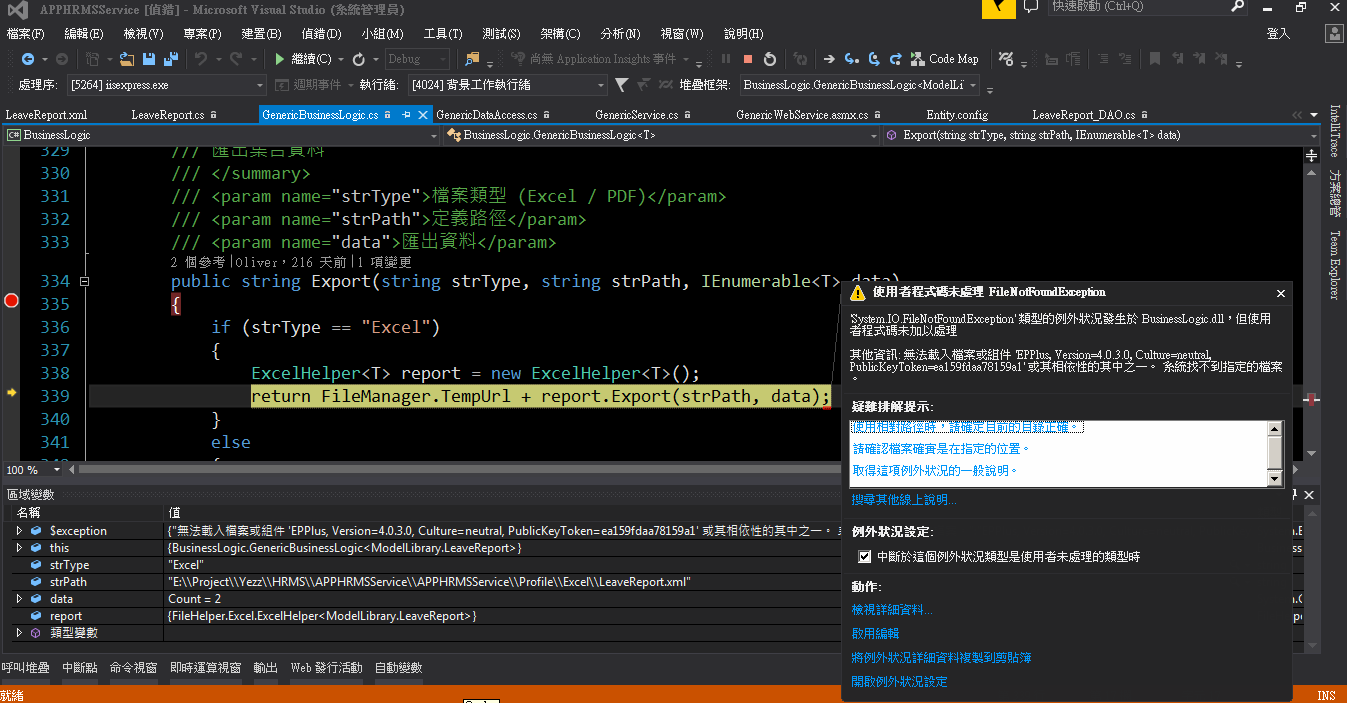 APPHRMSService [偵錯] - Microsoft Visual Studio (系統管理員)
快速啟動 (Ctrl+Q)
檔案(F) 編輯(E) 檢視(V) 專案(P) 建置(B) 偵錯(D) 小組(M) 工具(T) 測試(S) 架構(C) 分析(N) 視窗(W) 說明(H) 登入
繼續(C) Debug 尚無 Application Insights 事件 Code Map
處理序: [5264] iisexpress.exe 週期事件 執行緒: [4024] 背景工作執行緒 堆疊框架: BusinessLogic.GenericBusinessLogic<ModelLi
LeaveReport.xml LeaveReport.cs GenericBusinessLogic.cs GenericDataAccess.cs GenericService.cs GenericWebService.asmx.cs Entity.config LeaveReport_DAO.cs
C# BusinessLogic BusinessLogic.GenericBusinessLogic<T> Export(string strType, string strPath, IEnumerable<T> data)
329 /// 匯出集合資料
330 /// </summary>
331 /// <param name="strType">檔案類型 (Excel / PDF)</param>
332 /// <param name="strPath">定義路徑</param>
333 /// <param name="data">匯出資料</param>
2 個參考|Oliver，216 天前|1 項變更
334 public string Export(string strType, string strPath, IEnumerable<T> data)
335 {
336 if (strType == "Excel")
337 {
338 ExcelHelper<T> report = new ExcelHelper<T>();
339 return FileManager.TempUrl + report.Export(strPath, data);
340 }
341 else
100 %
IntelliTrace
方案總管
Team Explorer
使用者程式碼未處理 FileNotFoundException
'System.IO.FileNotFoundException' 類型的例外狀況發生於 BusinessLogic.dll，但使用
者程式碼未加以處理
其他資訊: 無法載入檔案或組件 'EPPlus, Version=4.0.3.0, Culture=neutral,
PublicKeyToken=ea159fdaa78159a1' 或其相依性的其中之一。 系統找不到指定的檔案
。
疑難排解提示:
使用相對路徑時，請確定目前的目錄正確。
請確認檔案確實是在指定的位置。
取得這項例外狀況的一般說明。
搜尋其他線上說明...
例外狀況設定:
中斷於這個例外狀況類型是使用者未處理的類型時
動作:
檢視詳細資料...
啟用編輯
將例外狀況詳細資料複製到剪貼簿
開啟例外狀況設定
區域變數
名稱 值
$exception {"無法載入檔案或組件 'EPPlus, Version=4.0.3.0, Culture=neutral, PublicKeyToken=ea159fdaa78159a1' 或其相依性的其中之一。
this {BusinessLogic.GenericBusinessLogic<ModelLibrary.LeaveReport>}
strType "Excel"
strPath "E:\\Project\\Yezz\\HRMS\\APPHRMSService\\APPHRMSService\\Profile\\Excel\\LeaveReport.xml"
data Count = 2
report {FileHelper.Excel.ExcelHelper<ModelLibrary.LeaveReport>}
類型變數
呼叫堆疊 中斷點 命令視窗 即時運算視窗 輸出 Web 發行活動 自動變數
就緒 INS